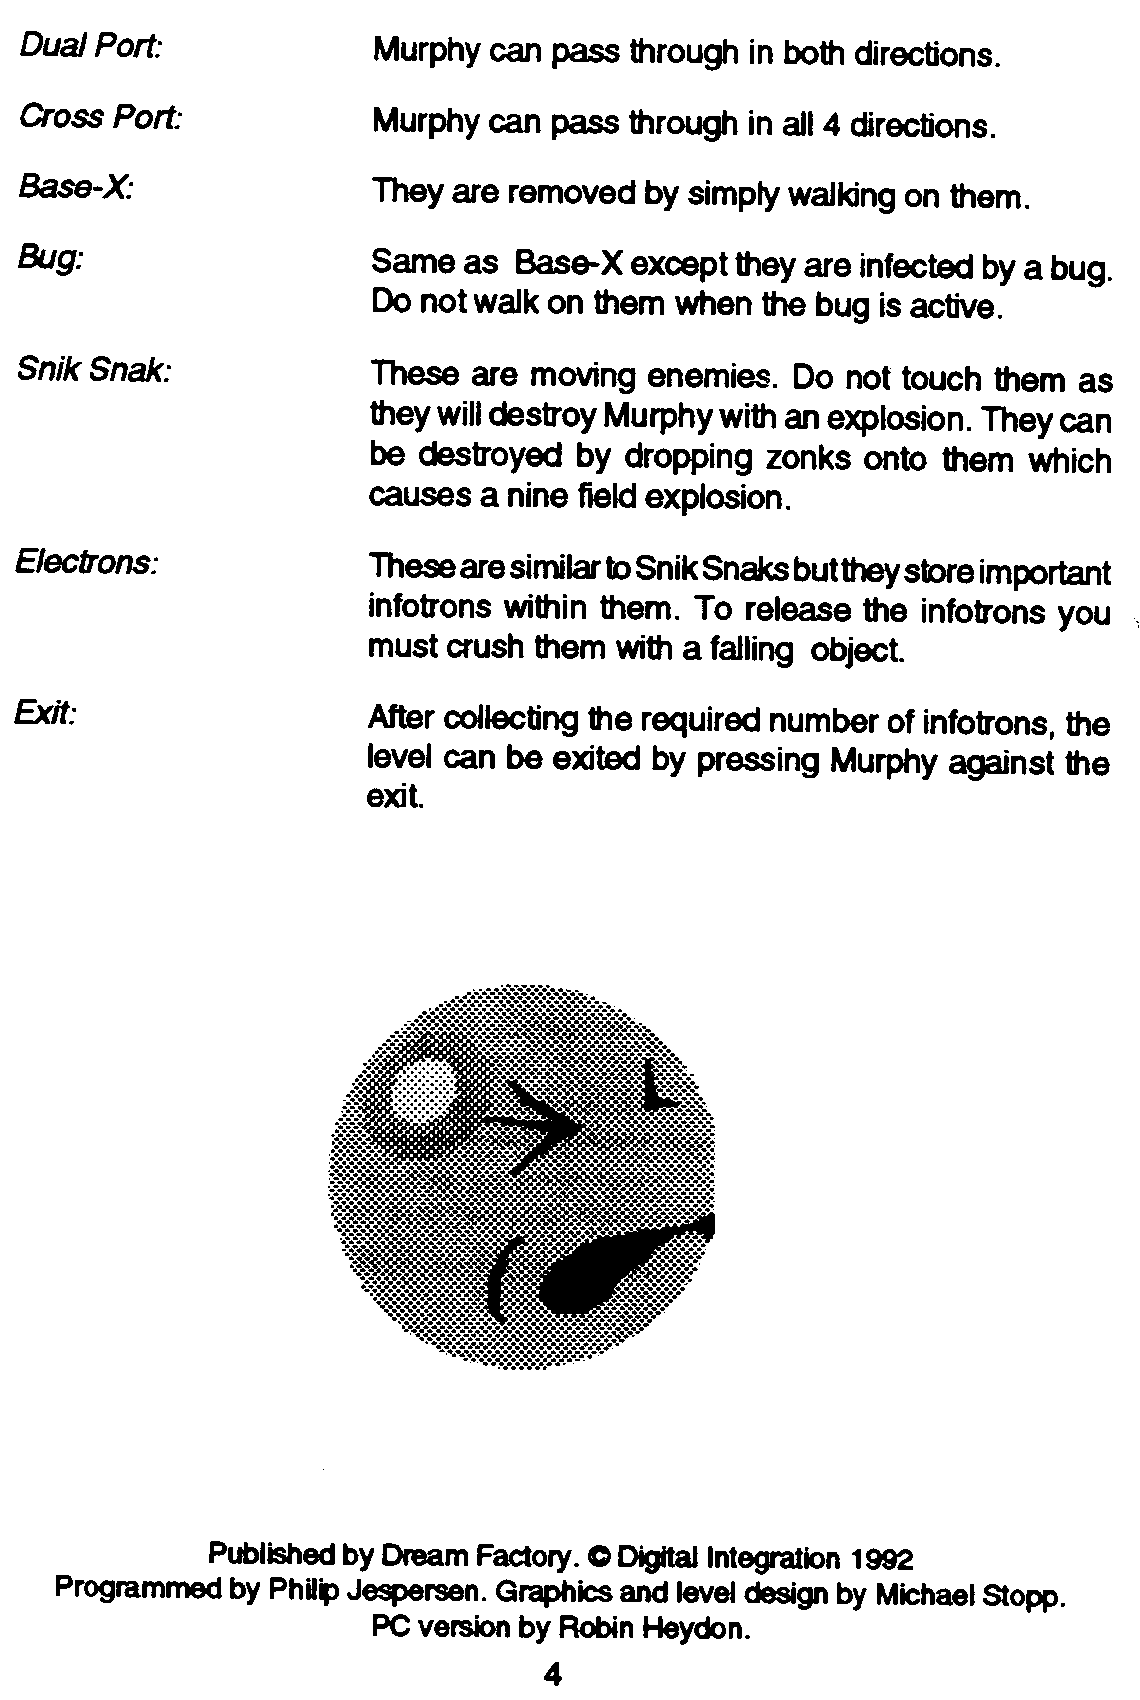 Dual Port: Murphy can pass through in both directions.
Cross Port: Murphy can pass through in all 4 directions.
Base-X: They are removed by simply walking on them.
Bug: Same as Base-X except they are infected by a bug.
Do not walk on them when the bug is active.
Snik Snak: These are moving enemies. Do not touch them as
they will destroy Murphy with an explosion. They can
be destroyed by dropping zonks onto them which
causes a nine field explosion.
Electrons: These are similar to Snik Snaks but they store important
infotrons within them. To release the infotrons you
must crush them with a falling object.
Exit: After collecting the required number of infotrons, the
level can be exited by pressing Murphy against the
exit.
Published by Dream Factory. © Digital Integration 1992
Programmed by Philip Jespersen. Graphics and level design by Michael Stopp.
PC version by Robin Heydon.
4